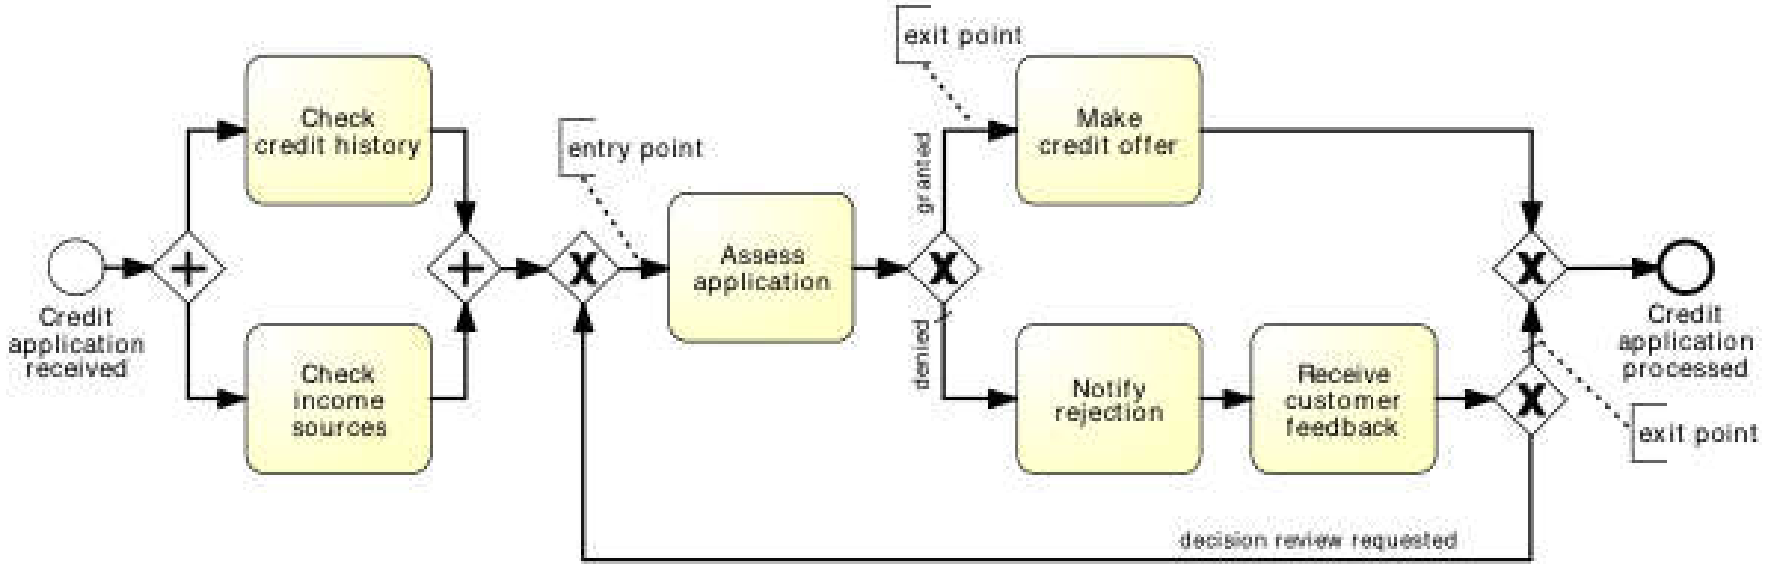 exit point
Check
credit history
Make
credit offer
entry point
granted
Assess
application
Credit
application
received
Credit
application
processed
denied
Check
income
sources
Notify
rejection
Receive
customer
feedback
exit point
decision review requested